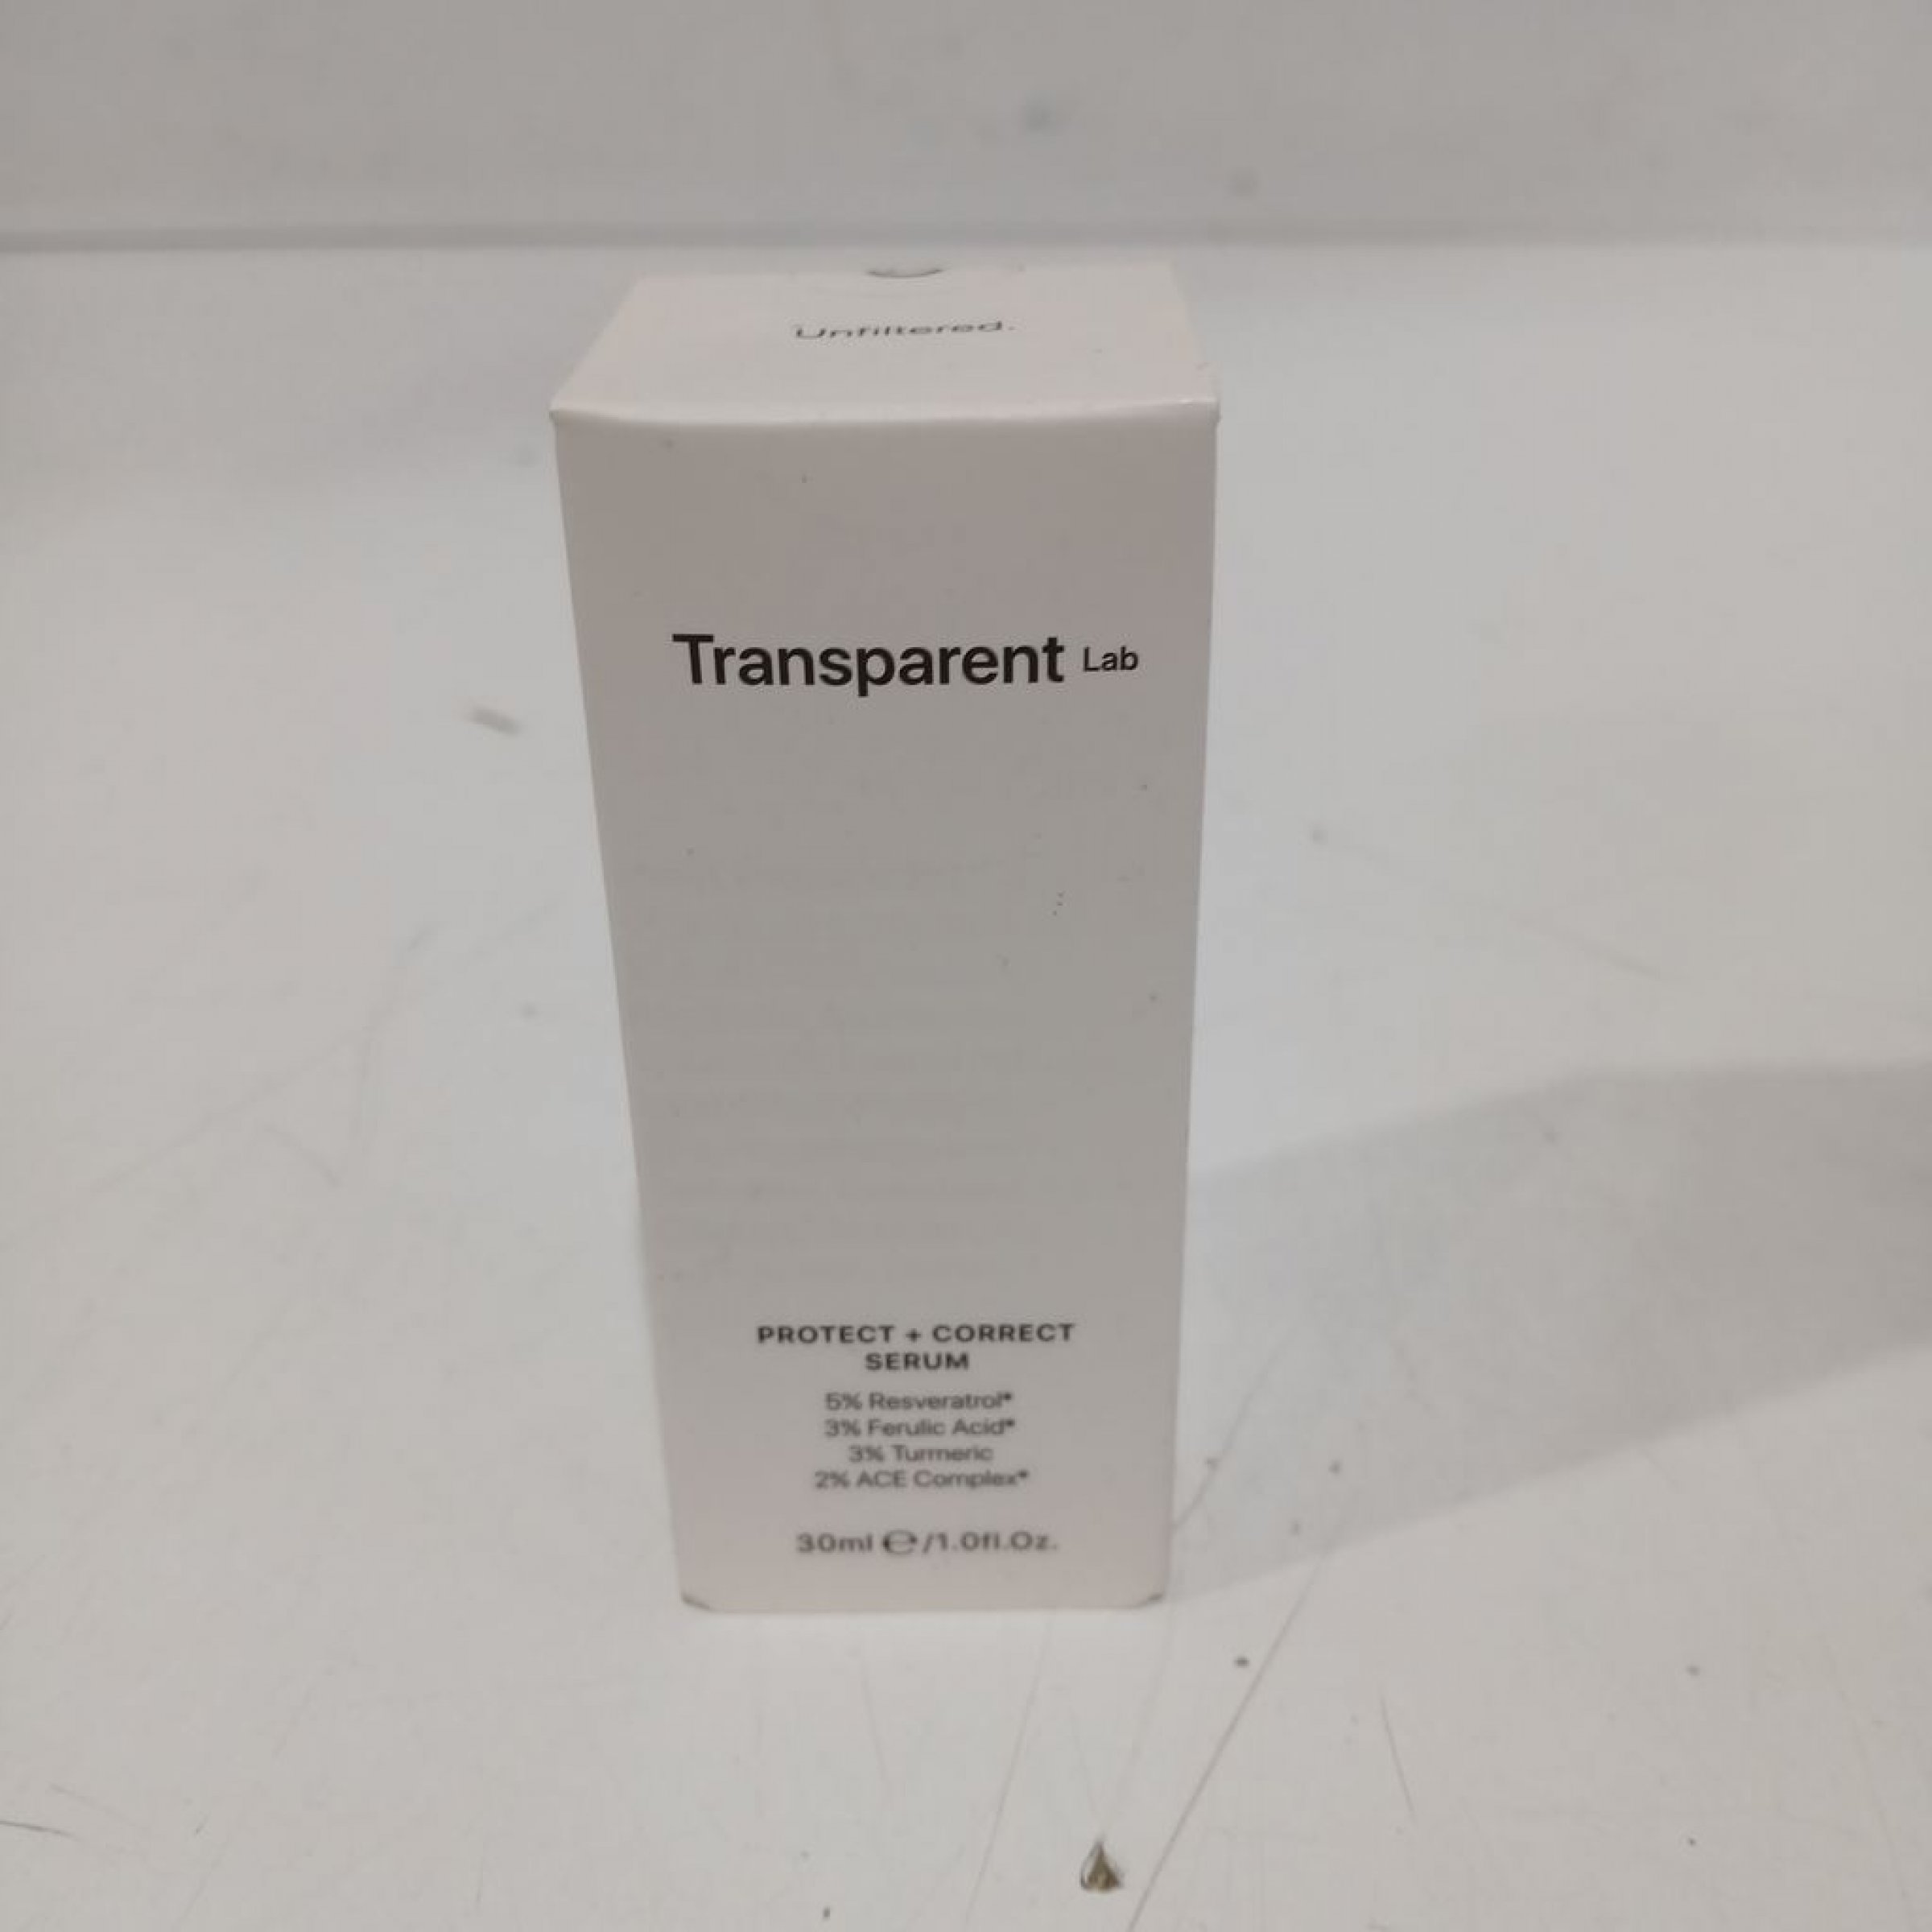 Unfiltered.
Transparent Lab
PROTECT + CORRECT
SERUM
5% Resveratrol*
3% Ferulic Acid*
3% Turmeric
2% ACE Complex*
30ml ℮/1.0fl.Oz.